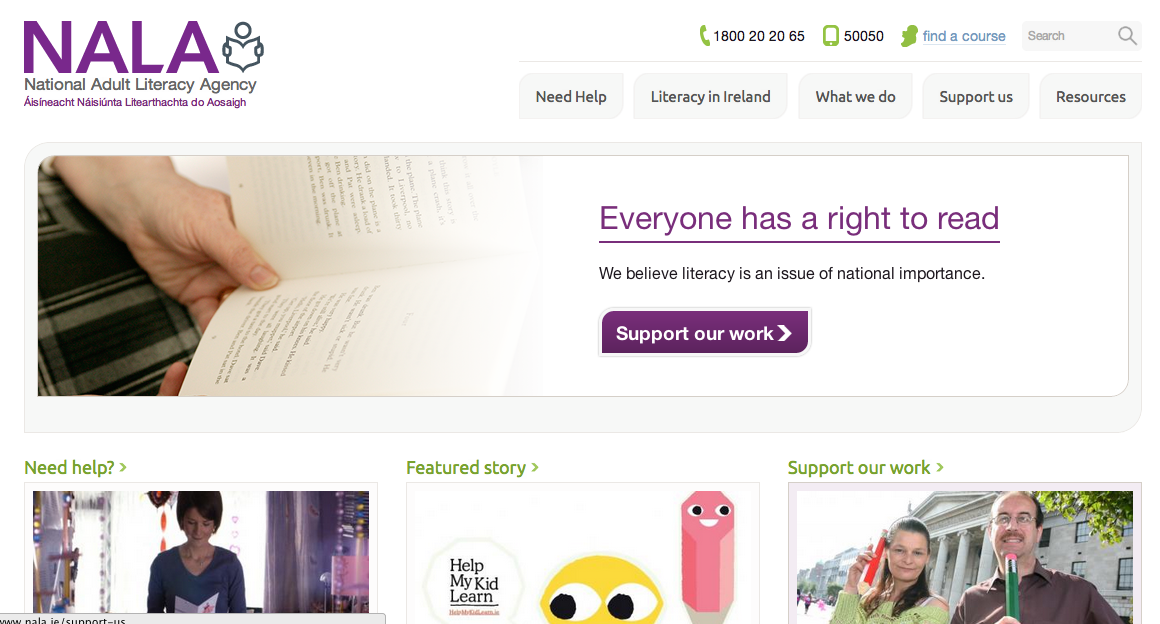 NALA
National Adult Literacy Agency
Áisíneacht Náisiúnta Litearthachta do Aosaigh
1800 20 20 65
50050
find a course
Search
Need Help
Literacy in Ireland
What we do
Support us
Resources
Everyone has a right to read
We believe literacy is an issue of national importance.
Support our work
Need help?
Featured story
Support our work
Help
My Kid
Learn
HelpMyKidLearn.ie
www.nala.ie/support-us